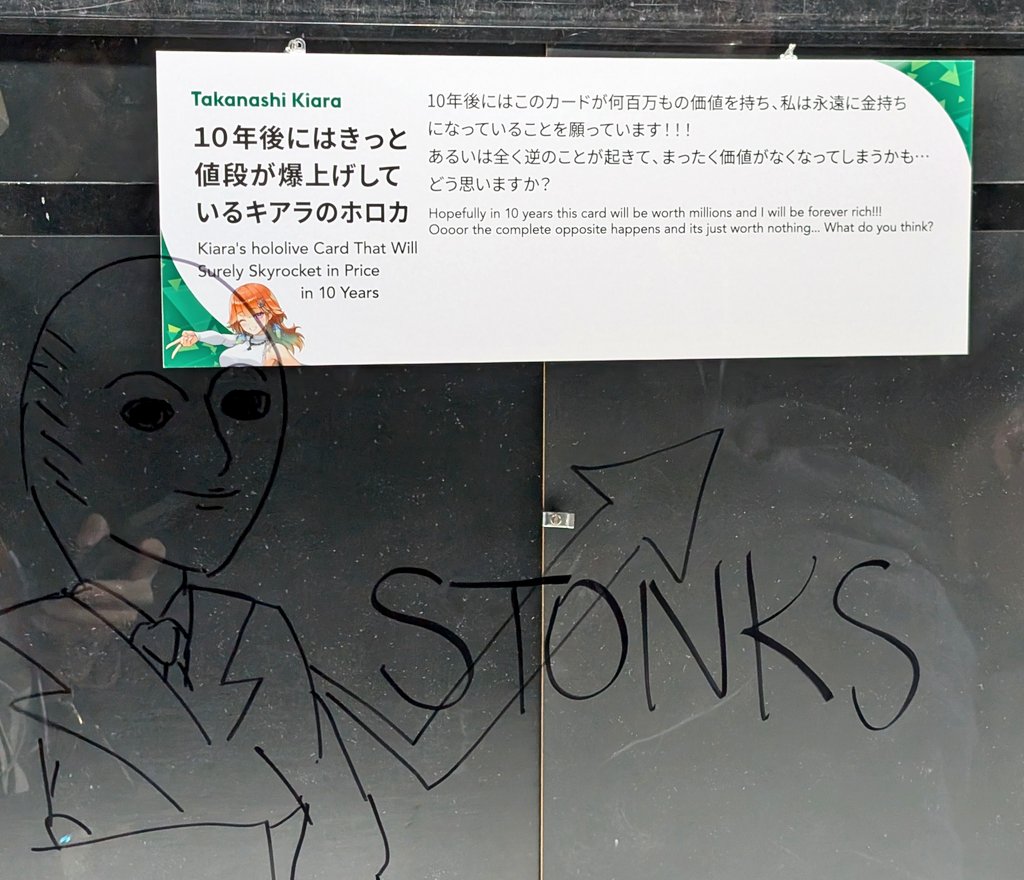 Takanashi Kiara
10年後にはきっと
値段が爆上げして
いるキアラのホロカ
Kiara's hololive Card That Will
Surely Skyrocket in Price
in 10 Years
10年後にはこのカードが何百万もの価値を持ち、私は永遠に金持ち
になっていることを願っています！！！
あるいは全く逆のことが起きて、まったく価値がなくなってしまうかも…
どう思いますか？
Hopefully in 10 years this card will be worth millions and I will be forever rich!!!
Oooor the complete opposite happens and its just worth nothing... What do you think?
STONKS